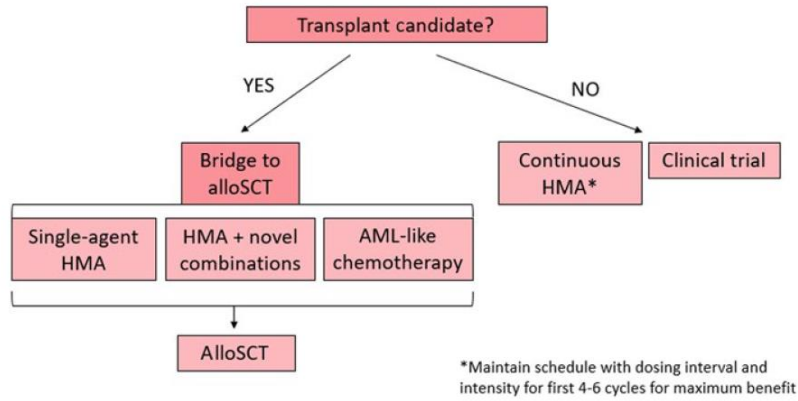 Transplant candidate?
YES
NO
Bridge to
alloSCT
Continuous
HMA*
Clinical trial
Single-agent
HMA
HMA + novel
combinations
AML-like
chemotherapy
AlloSCT
*Maintain schedule with dosing interval and
intensity for first 4-6 cycles for maximum benefit